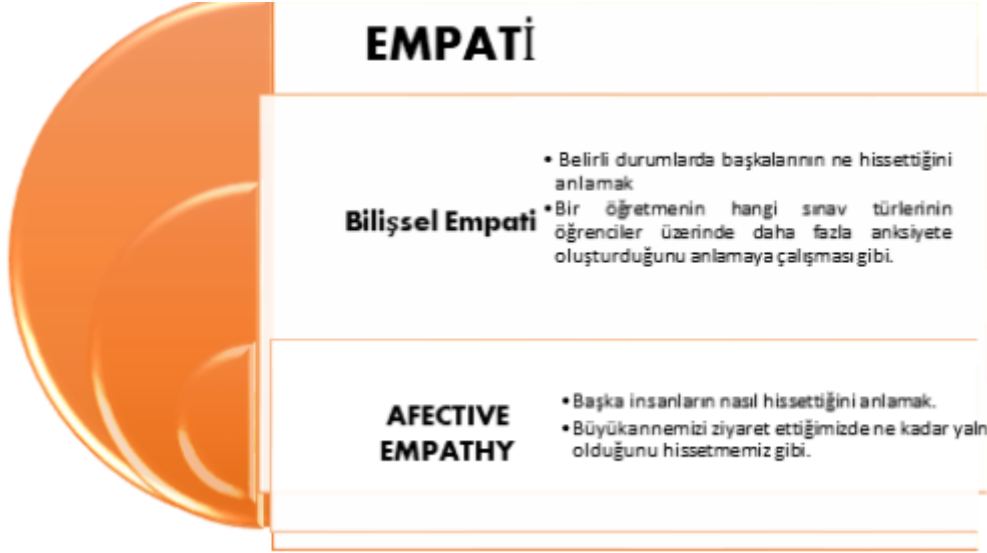 EMPATİ
• Belirli durumlarda başkalarının ne hissettiğini
anlamak
Bilişsel Empati
• Bir öğretmenin hangi sınav türlerinin
öğrenciler üzerinde daha fazla anksiyete
oluşturduğunu anlamaya çalışması gibi.
AFECTIVE
EMPATHY
• Başka insanların nasıl hissettiğini anlamak.
• Büyükannemizi ziyaret ettiğimizde ne kadar yaln
olduğunu hissetmemiz gibi.